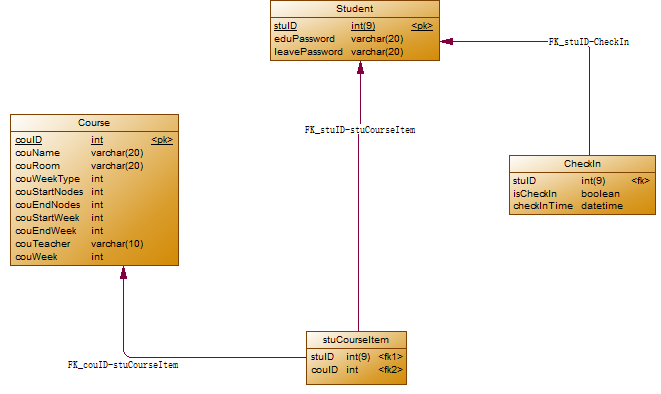 Student
stuID int(9) <pk>
eduPassword varchar(20)
leavePassword varchar(20)
FK_stuID-CheckIn
FK_stuID-stuCourseItem
Course
couID int <pk>
couName varchar(20)
couRoom varchar(20)
couWeekType int
couStartNodes int
couEndNodes int
couStartWeek int
couEndWeek int
couTeacher varchar(10)
couWeek int
CheckIn
stuID int(9) <fk>
isCheckIn boolean
checkInTime datetime
FK_couID-stuCourseItem
stuCourseItem
stuID int(9) <fk1>
couID int <fk2>